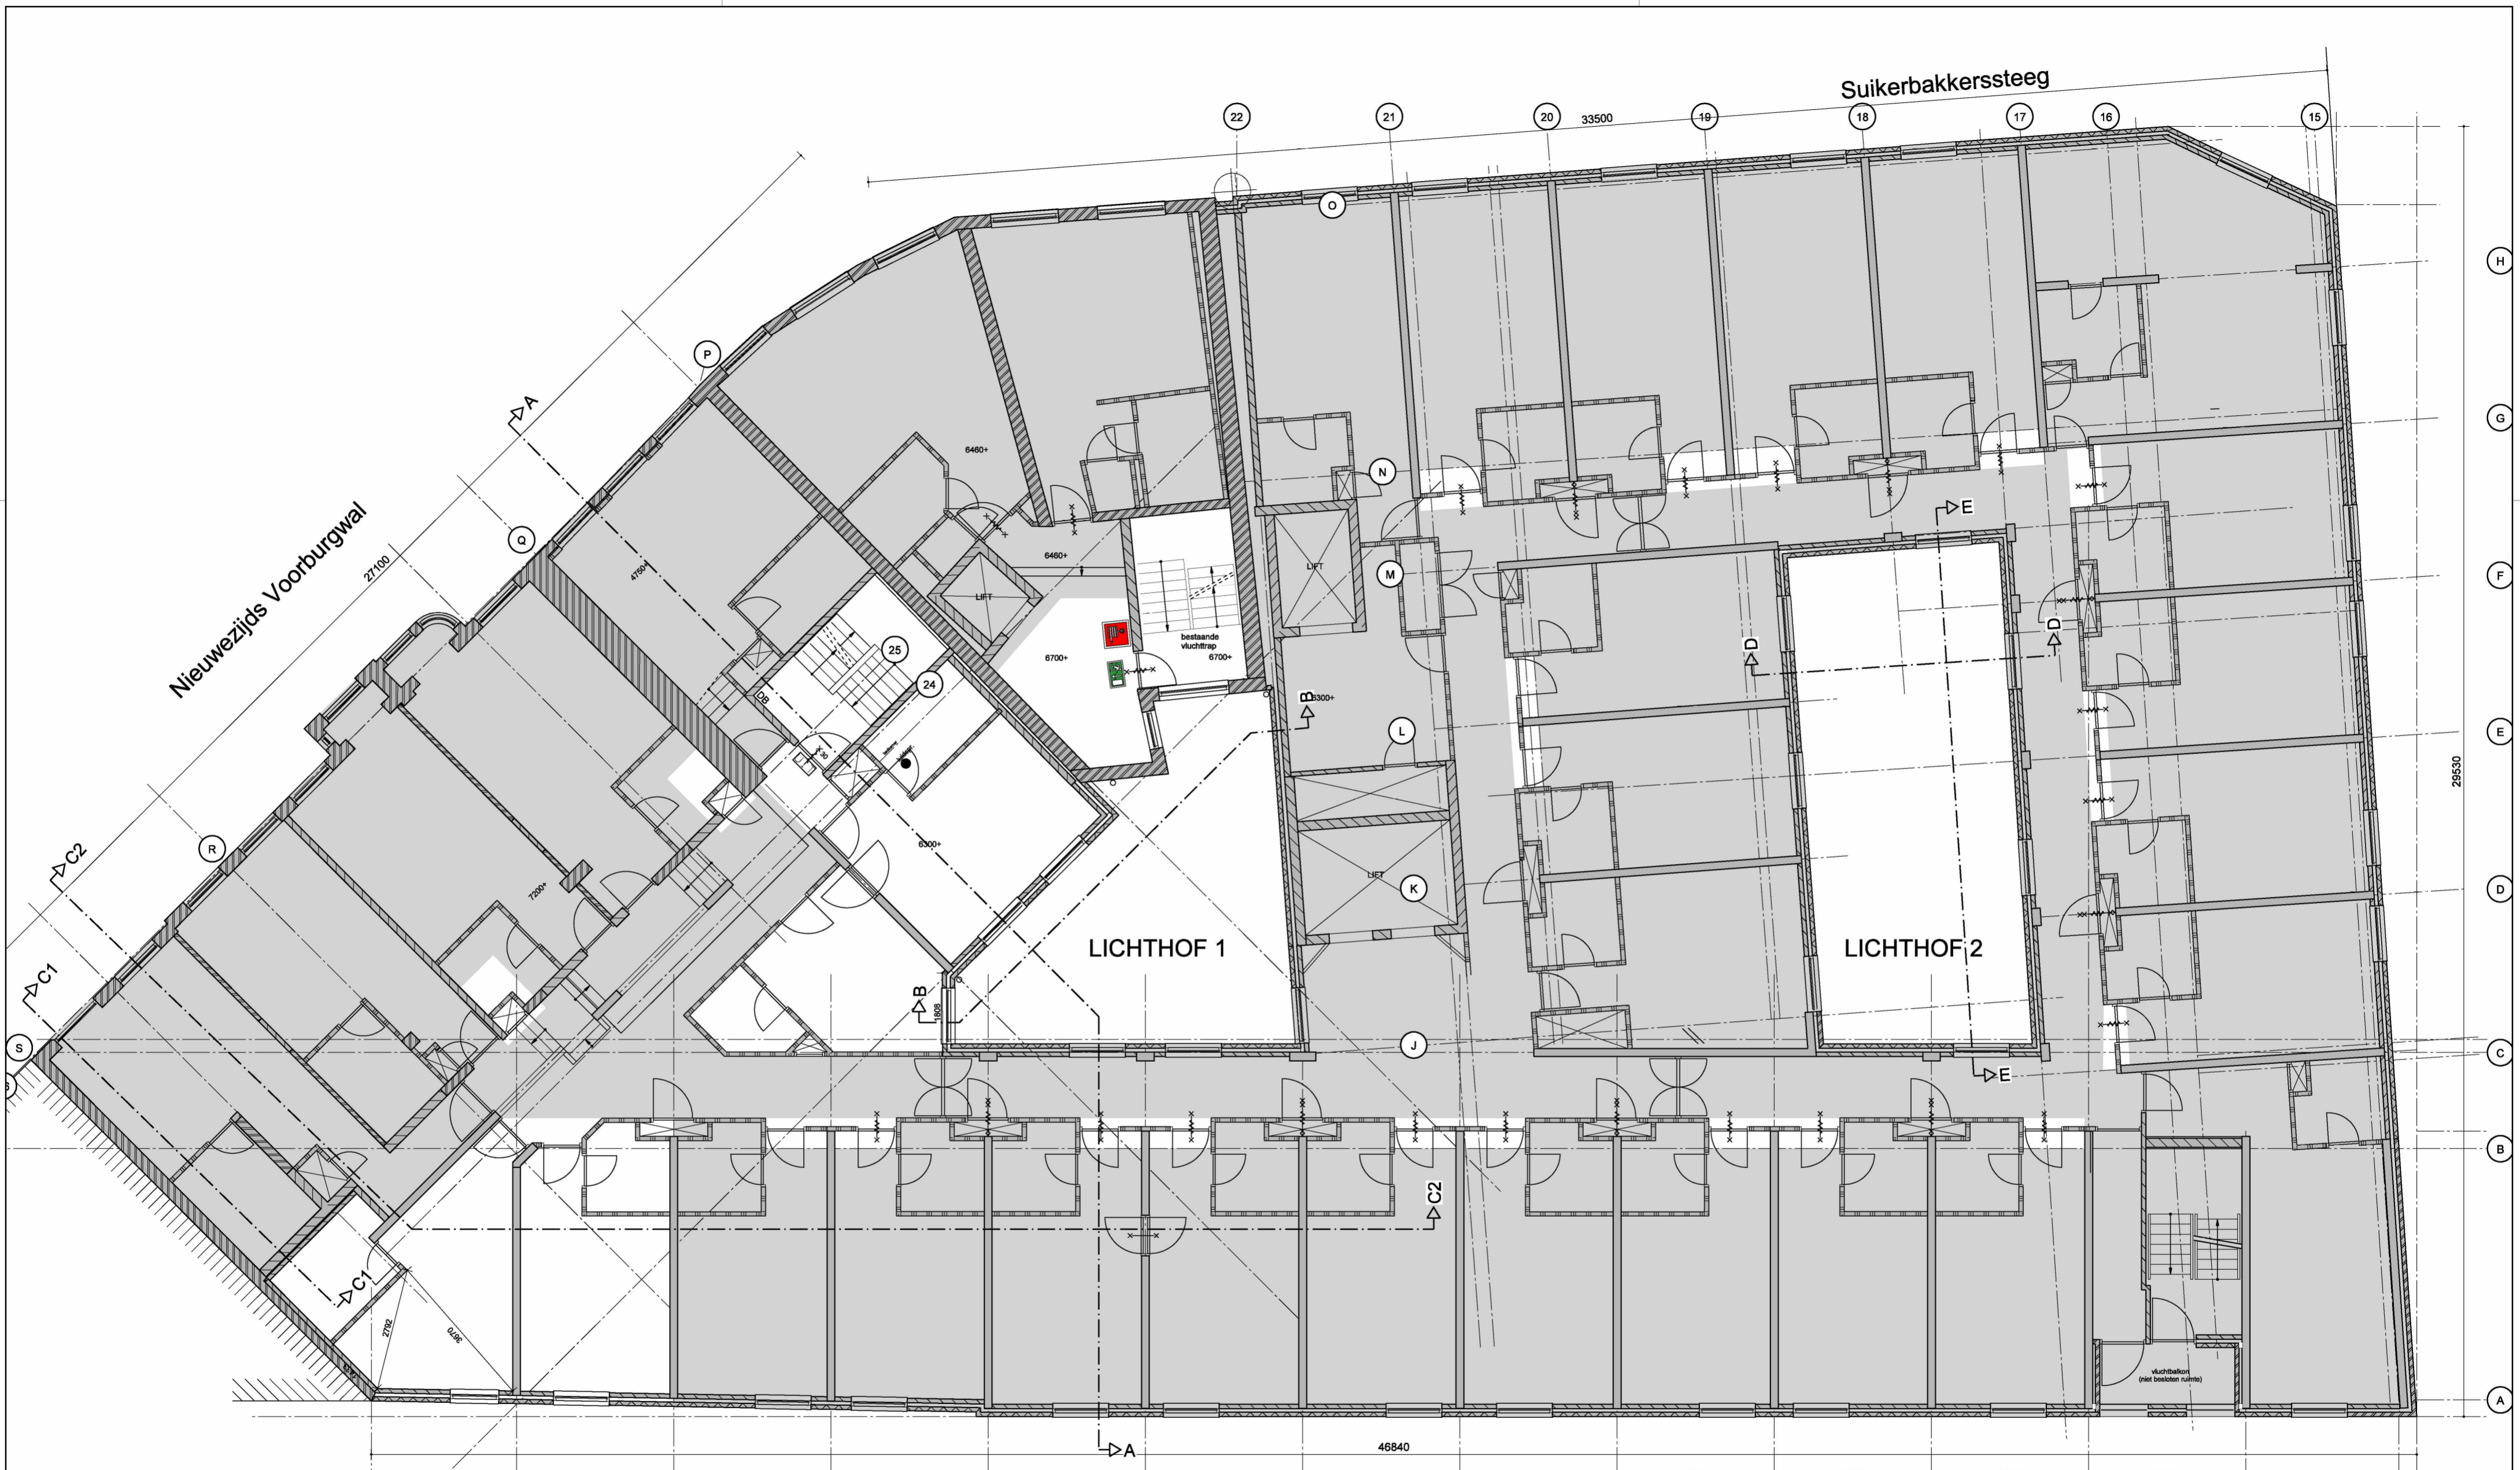 Suikerbakkerssteeg
33500
22
21
20
19
18
17
16
15
O
H
P
A
G
Nieuwezijds Voorburgwal
27100
Q
6460+
N
E
4750+
6460+
LIFT
LIFT
M
F
25
bestaande
vluchttrap
6700+
6700+
D
D
24
DB
B
6300+
L
E
30
29530
C2
R
6300+
7200+
LIFT
K
D
C1
LICHTHOF 1
LICHTHOF 2
B
1808
S
J
C
E
B
C2
C1
2792
3670
vluchtbalkon
(niet besloten ruimte)
A
A
46840